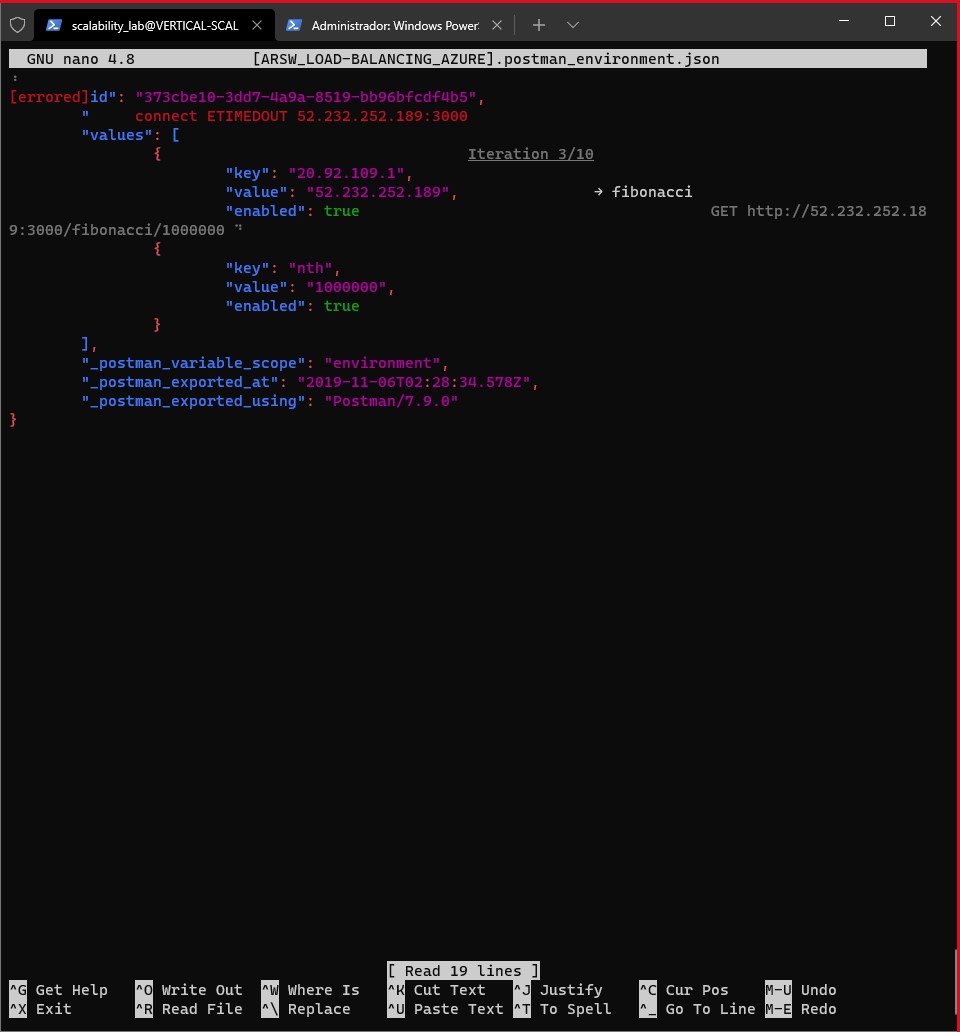 scalability_lab@VERTICAL-SCAL Administrador: Windows Power
GNU nano 4.8 [ARSW_LOAD-BALANCING_AZURE].postman_environment.json
[errored]id": "373cbe10-3dd7-4a9a-8519-bb96bfcdf4b5",
" connect ETIMEDOUT 52.232.252.189:3000
"values": [
{ Iteration 3/10
"key": "20.92.109.1",
"value": "52.232.252.189", → fibonacci
"enabled": true GET http://52.232.252.18
9:3000/fibonacci/1000000
{
"key": "nth",
"value": "1000000",
"enabled": true
}
],
"_postman_variable_scope": "environment",
"_postman_exported_at": "2019-11-06T02:28:34.578Z",
"_postman_exported_using": "Postman/7.9.0"
}
[ Read 19 lines ]
^G Get Help ^O Write Out ^W Where Is ^K Cut Text ^J Justify ^C Cur Pos M-U Undo
^X Exit ^R Read File ^\ Replace ^U Paste Text ^T To Spell ^_ Go To Line M-E Redo